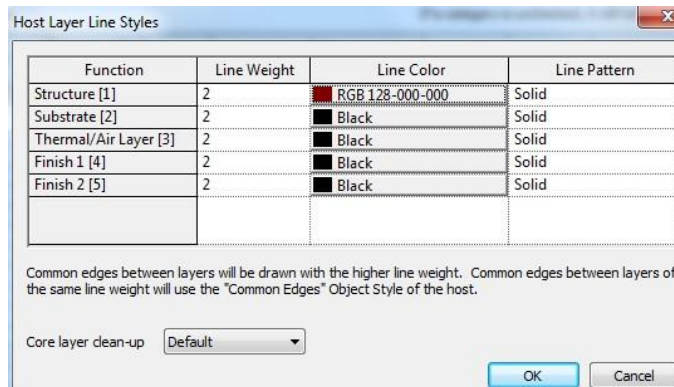 Host Layer Line Styles
Function Line Weight Line Color Line Pattern
Structure [1] 2 RGB 128-000-000 Solid
Substrate [2] 2 Black Solid
Thermal/Air Layer [3] 2 Black Solid
Finish 1 [4] 2 Black Solid
Finish 2 [5] 2 Black Solid
Common edges between layers will be drawn with the higher line weight. Common edges between layers of
the same line weight will use the "Common Edges" Object Style of the host.
Core layer clean-up Default
OK Cancel